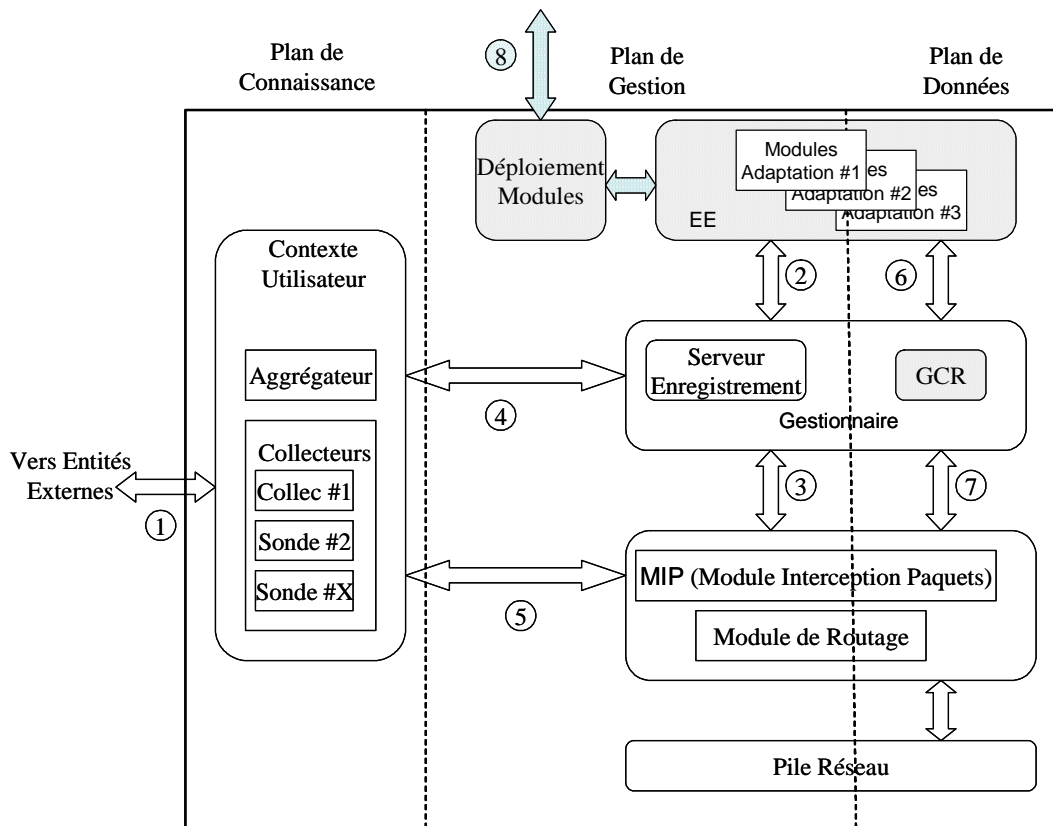 Plan de
Connaissance
8
Plan de
Gestion
Plan de
Données
Déploiement
Modules
Modules
Adaptation #1
les
Adaptation #2
les
Adaptation #3
EE
Contexte
Utilisateur
2
6
Aggrégateur
4
Serveur
Enregistrement
GCR
Gestionnaire
Collecteurs
Collec #1
Sonde #2
Sonde #X
Vers Entités
Externes
1
3
7
5
MIP (Module Interception Paquets)
Module de Routage
Pile Réseau